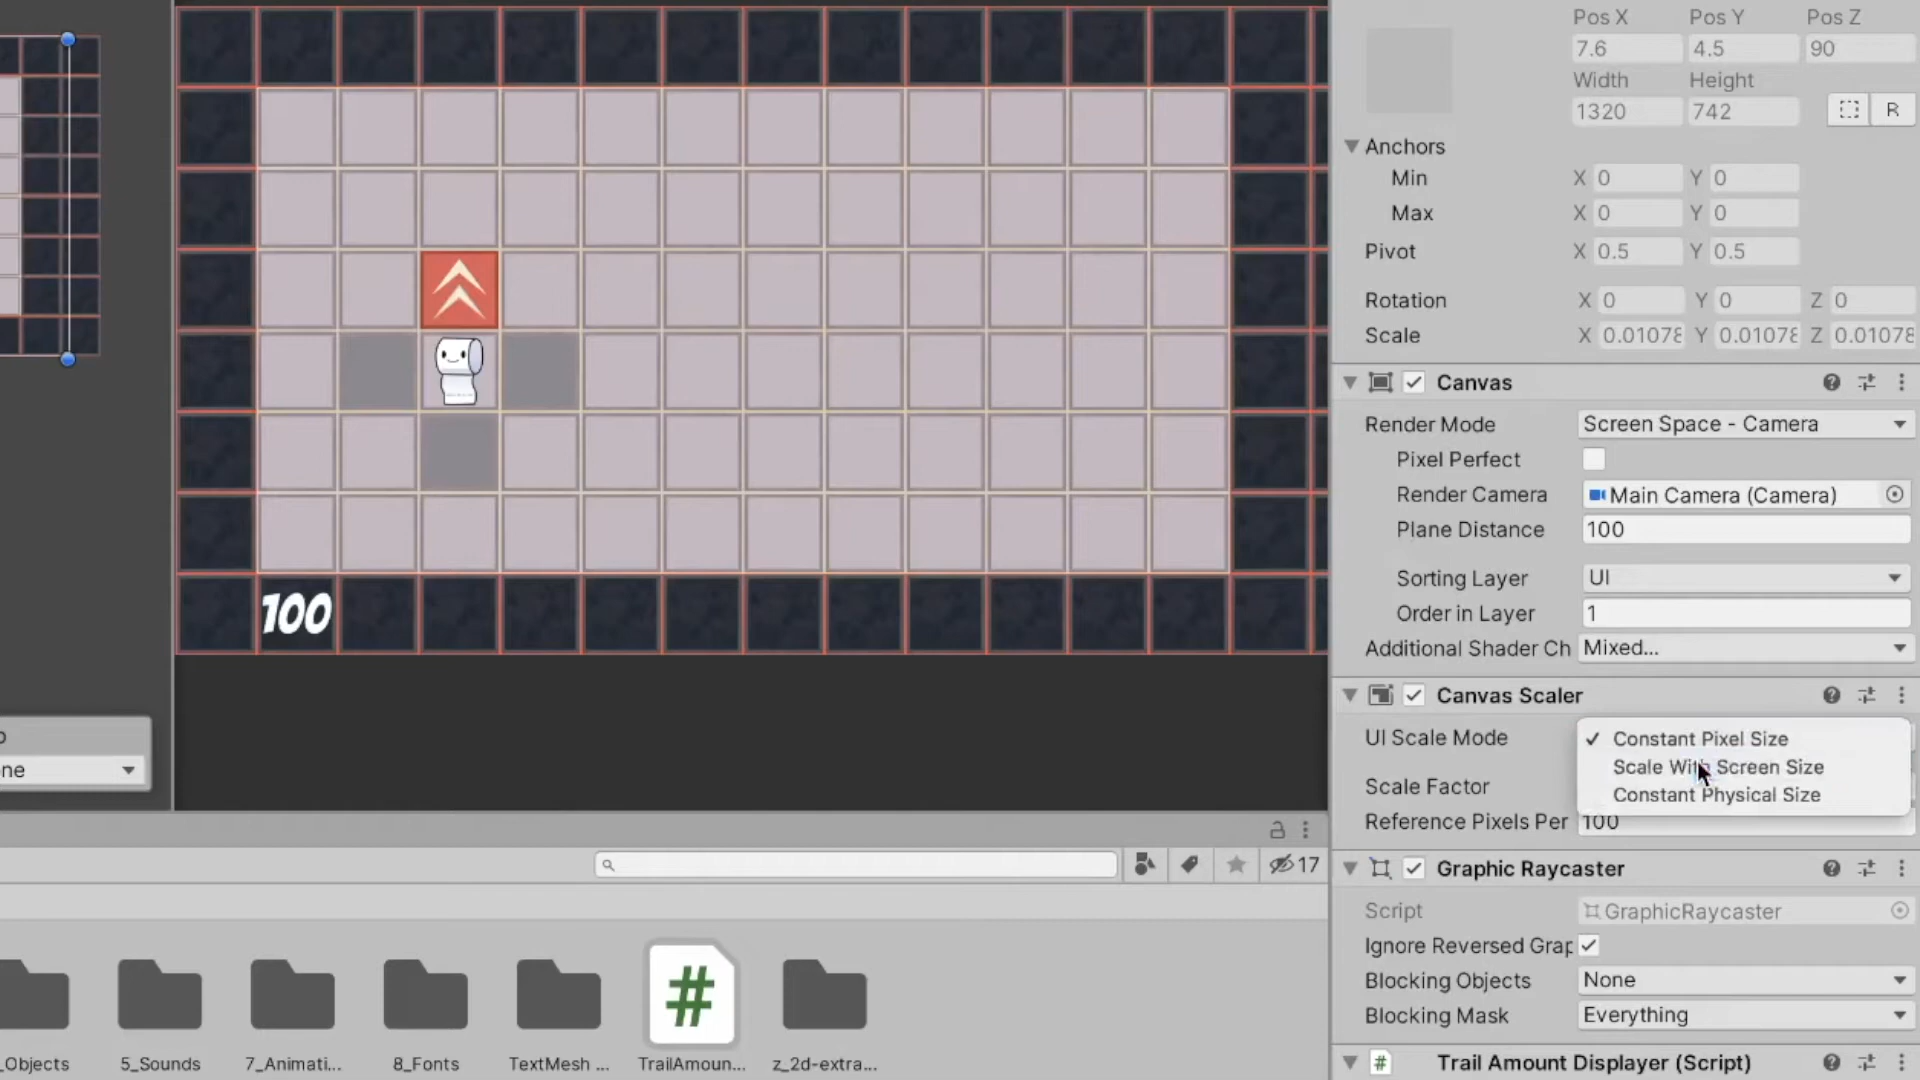 Pos X Pos Y Pos Z
7.6 4.5 90
Width Height
1320 742 R
Anchors
Min X 0 Y 0
Max X 0 Y 0
Pivot X 0.5 Y 0.5
Rotation X 0 Y 0 Z 0
Scale X 0.01078 Y 0.01078 Z 0.01078
Canvas
Render Mode Screen Space - Camera
Pixel Perfect
Render Camera Main Camera (Camera)
Plane Distance 100
Sorting Layer UI
Order in Layer 1
Additional Shader Ch Mixed...
Canvas Scaler
UI Scale Mode Constant Pixel Size
Scale With Screen Size
Scale Factor Constant Physical Size
Reference Pixels Per 100
Graphic Raycaster
Script GraphicRaycaster
Ignore Reversed Grap
Blocking Objects None
Blocking Mask Everything
# Trail Amount Displayer (Script)
100
ne
17
#
_Objects 5_Sounds 7_Animati... 8_Fonts TextMesh ... TrailAmoun... z_2d-extra...